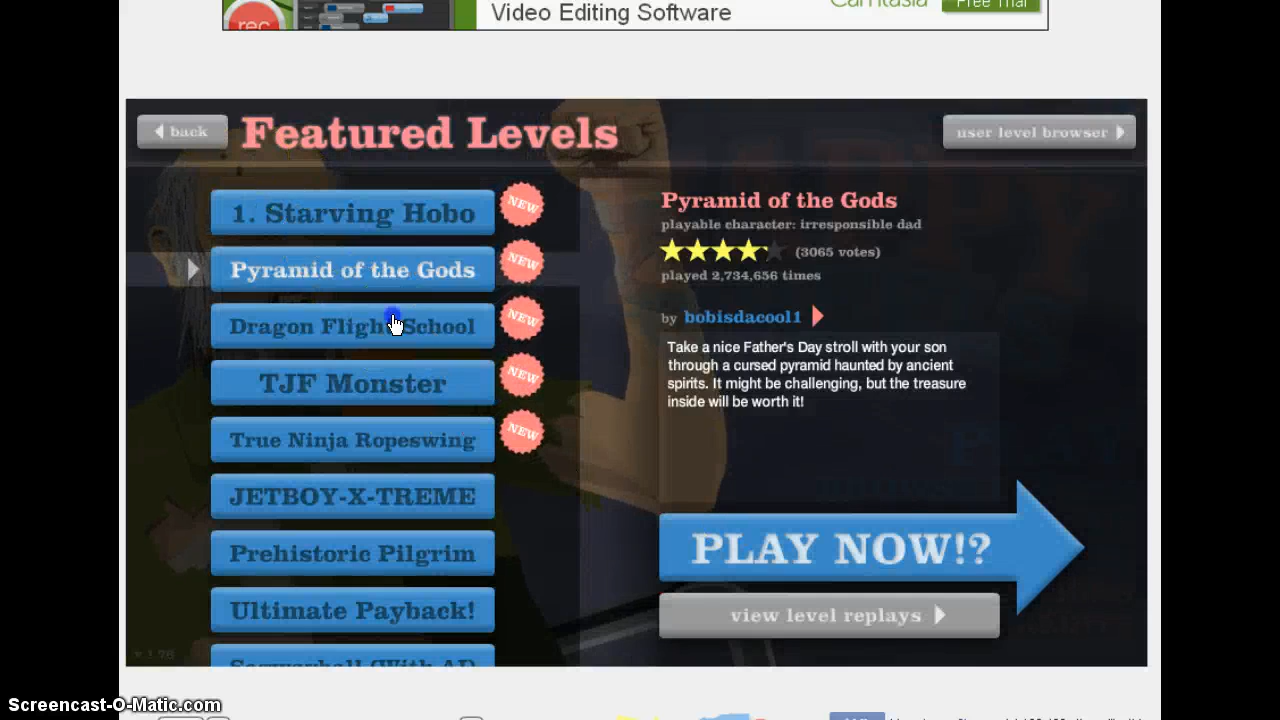 rec
Video Editing Software
Camtasia
Free Trial
back
Featured Levels
user level browser
1. Starving Hobo
NEW
Pyramid of the Gods
NEW
Dragon Flight School
NEW
TJF Monster
NEW
True Ninja Ropeswing
NEW
JETBOY-X-TREME
Prehistoric Pilgrim
Ultimate Payback!
Pyramid of the Gods
playable character: irresponsible dad
(3065 votes)
played 2,734,656 times
by bobisdacool1
Take a nice Father's Day stroll with your son
through a cursed pyramid haunted by ancient
spirits. It might be challenging, but the treasure
inside will be worth it!
PLAY NOW!?
view level replays
v 1.76
Screencast-O-Matic.com